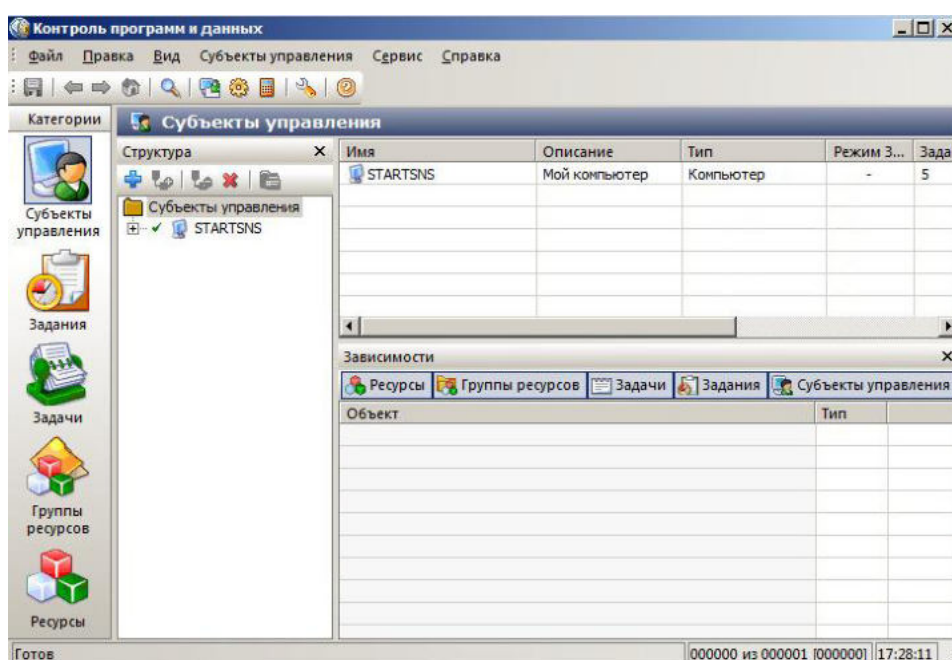 Контроль программ и данных
Файл Правка Вид Субъекты управления Сервис Справка
Категории
Субъекты управления
Структура
Имя Описание Тип Режим З... Зада
STARTSNS Мой компьютер Компьютер - 5
Субъекты управления
STARTSNS
Субъекты
управления
Задания
Задачи
Группы
ресурсов
Ресурсы
Зависимости
Ресурсы Группы ресурсов Задачи Задания Субъекты управления
Объект Тип
Готов 000000 из 000001 [000000] 17:28:11